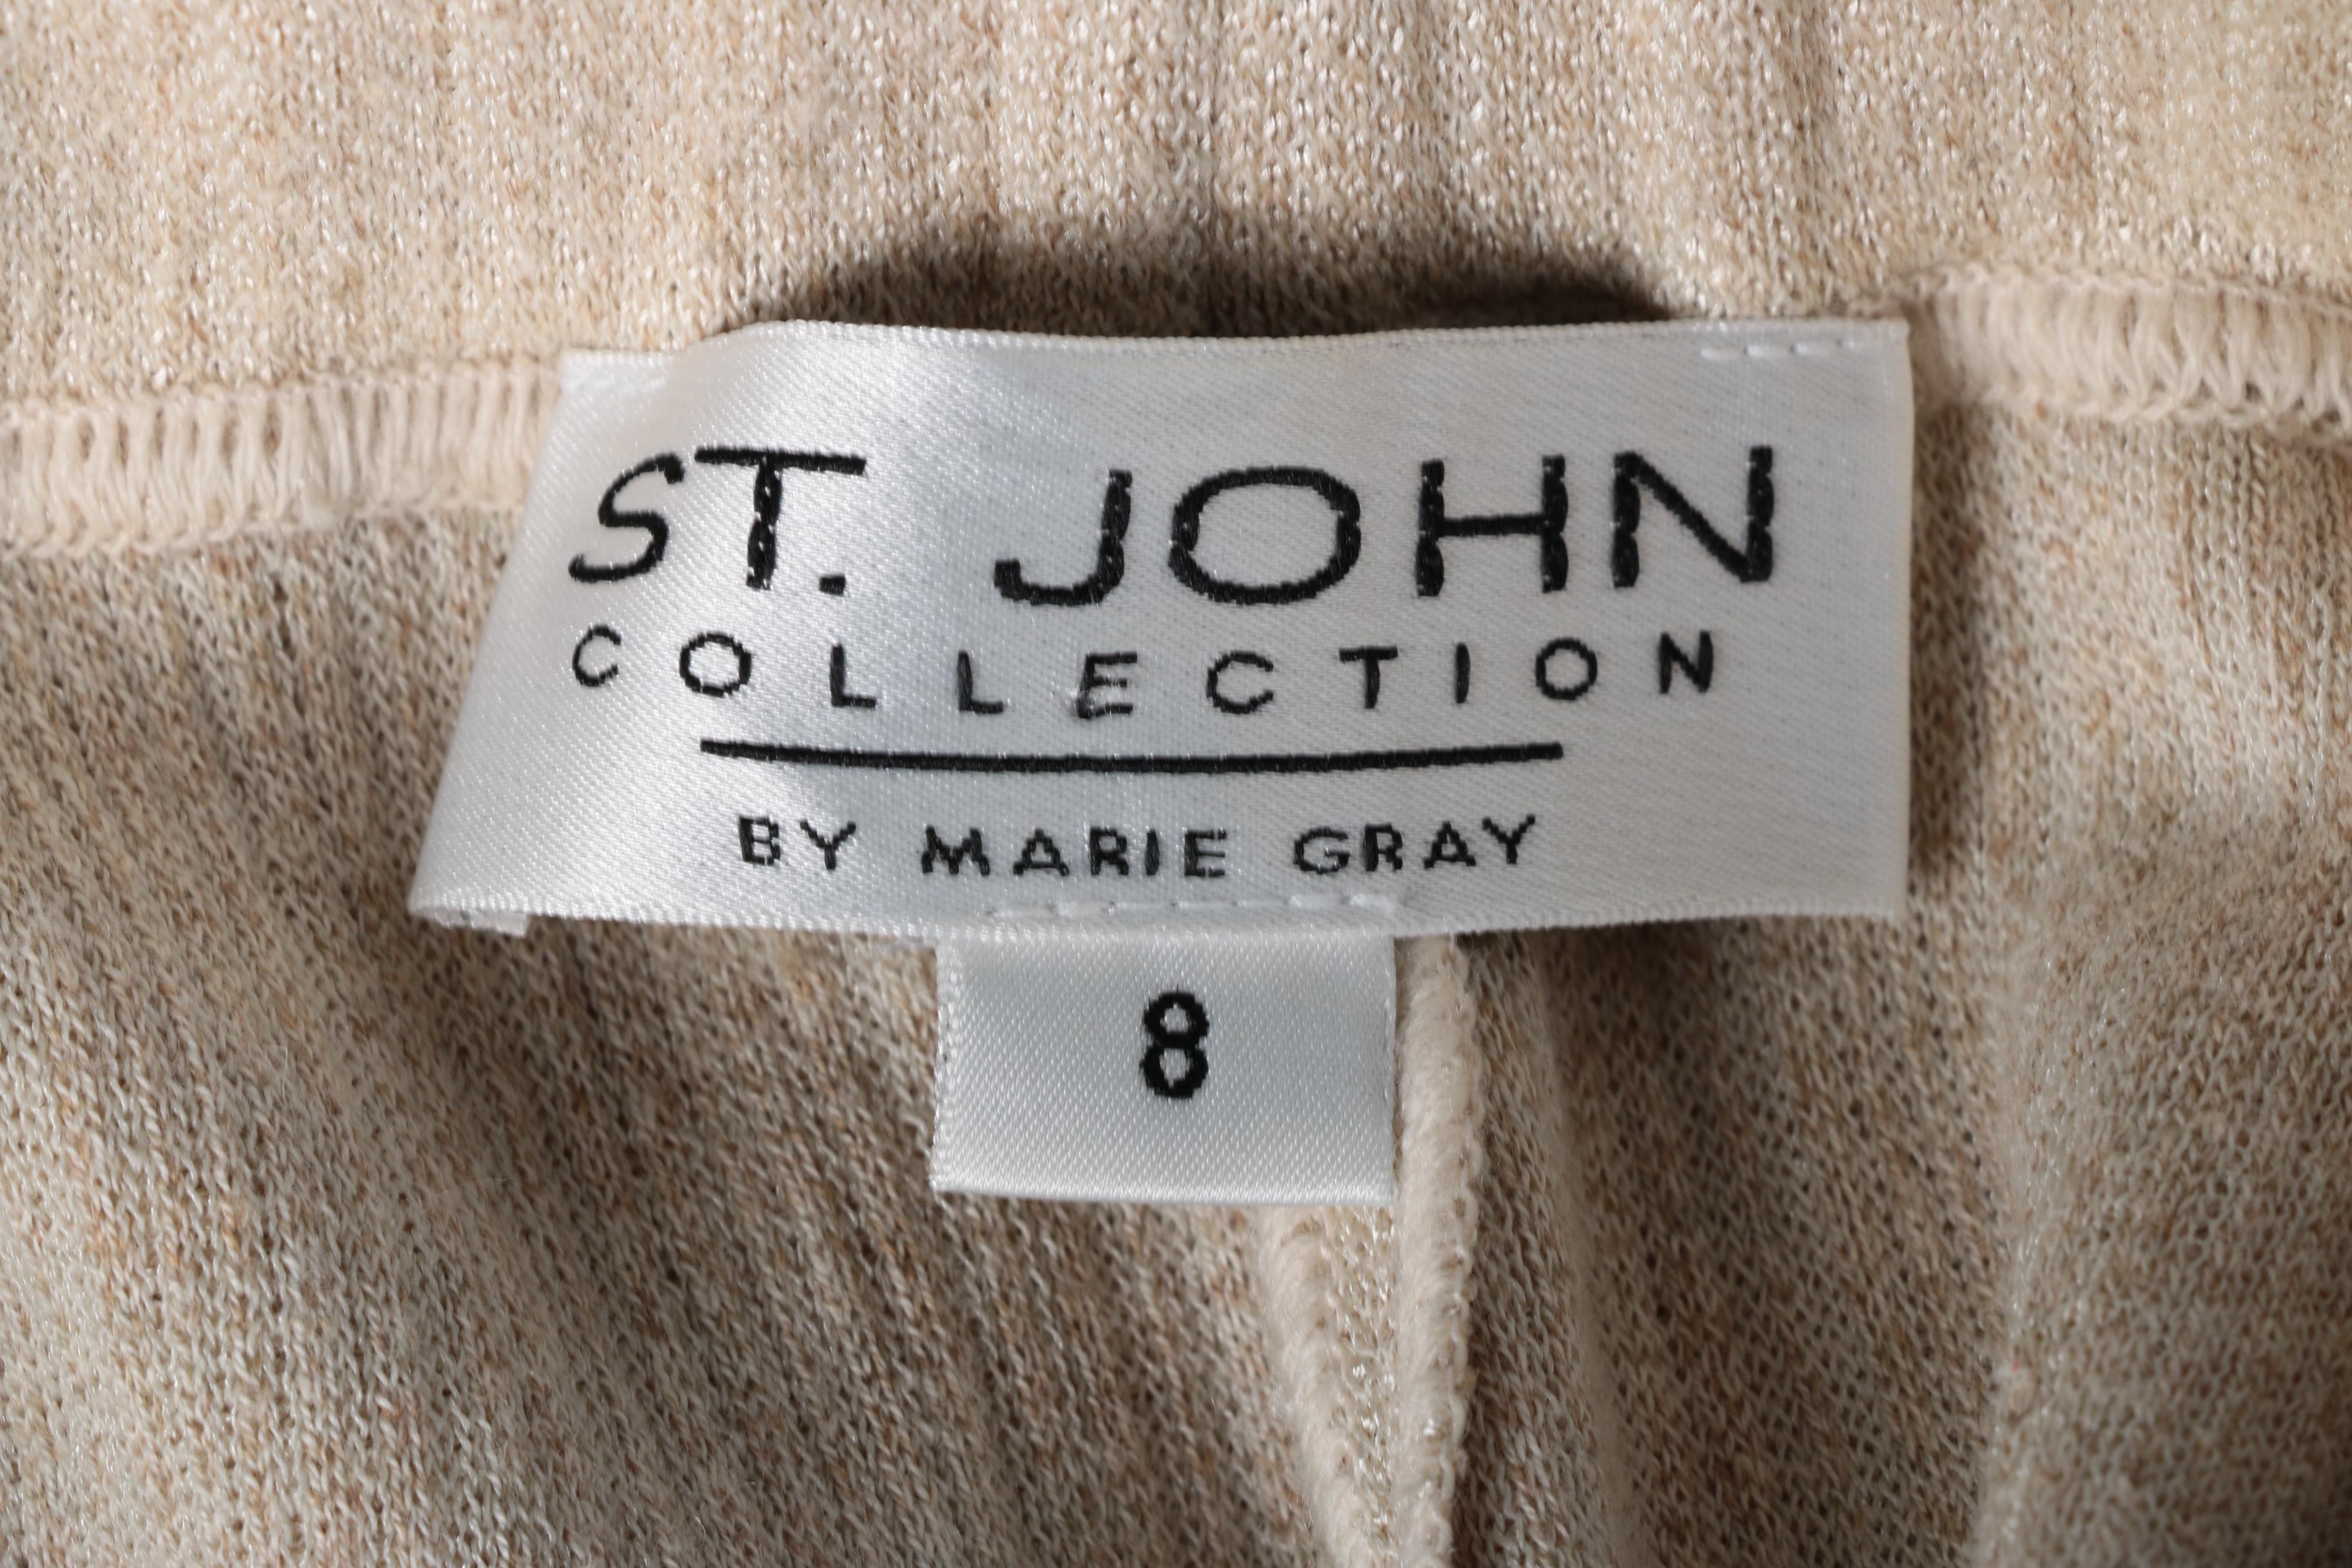 ST. JOHN
COLLECTION
BY MARIE GRAY
8